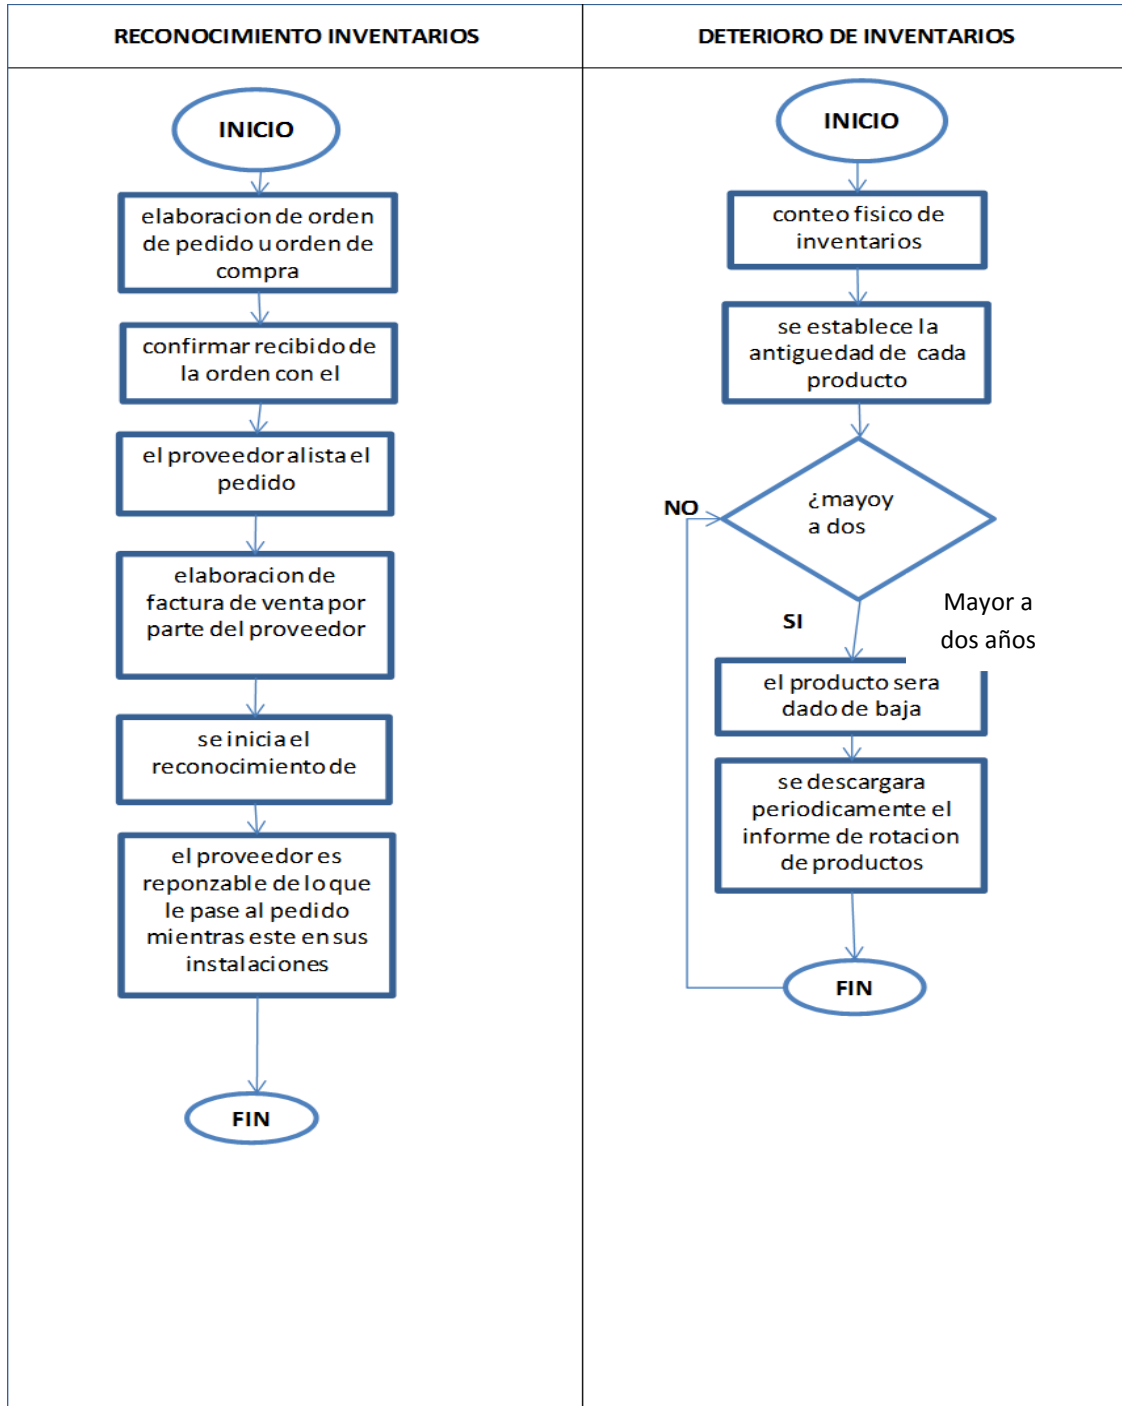 RECONOCIMIENTO INVENTARIOS
INICIO
elaboracion de orden
de pedido u orden de
compra
confirmar recibido de
la orden con el
el proveedor alista el
pedido
elaboracion de
factura de venta por
parte del proveedor
se inicia el
reconocimiento de
el proveedor es
reponzable de lo que
le pase al pedido
mientras este en sus
instalaciones
FIN
DETERIORO DE INVENTARIOS
INICIO
conteo fisico de
inventarios
se establece la
antiguedad de cada
producto
¿mayoy
a dos
NO
SI
Mayor a
dos años
el producto sera
dado de baja
se descargara
periodicamente el
informe de rotacion
de productos
FIN